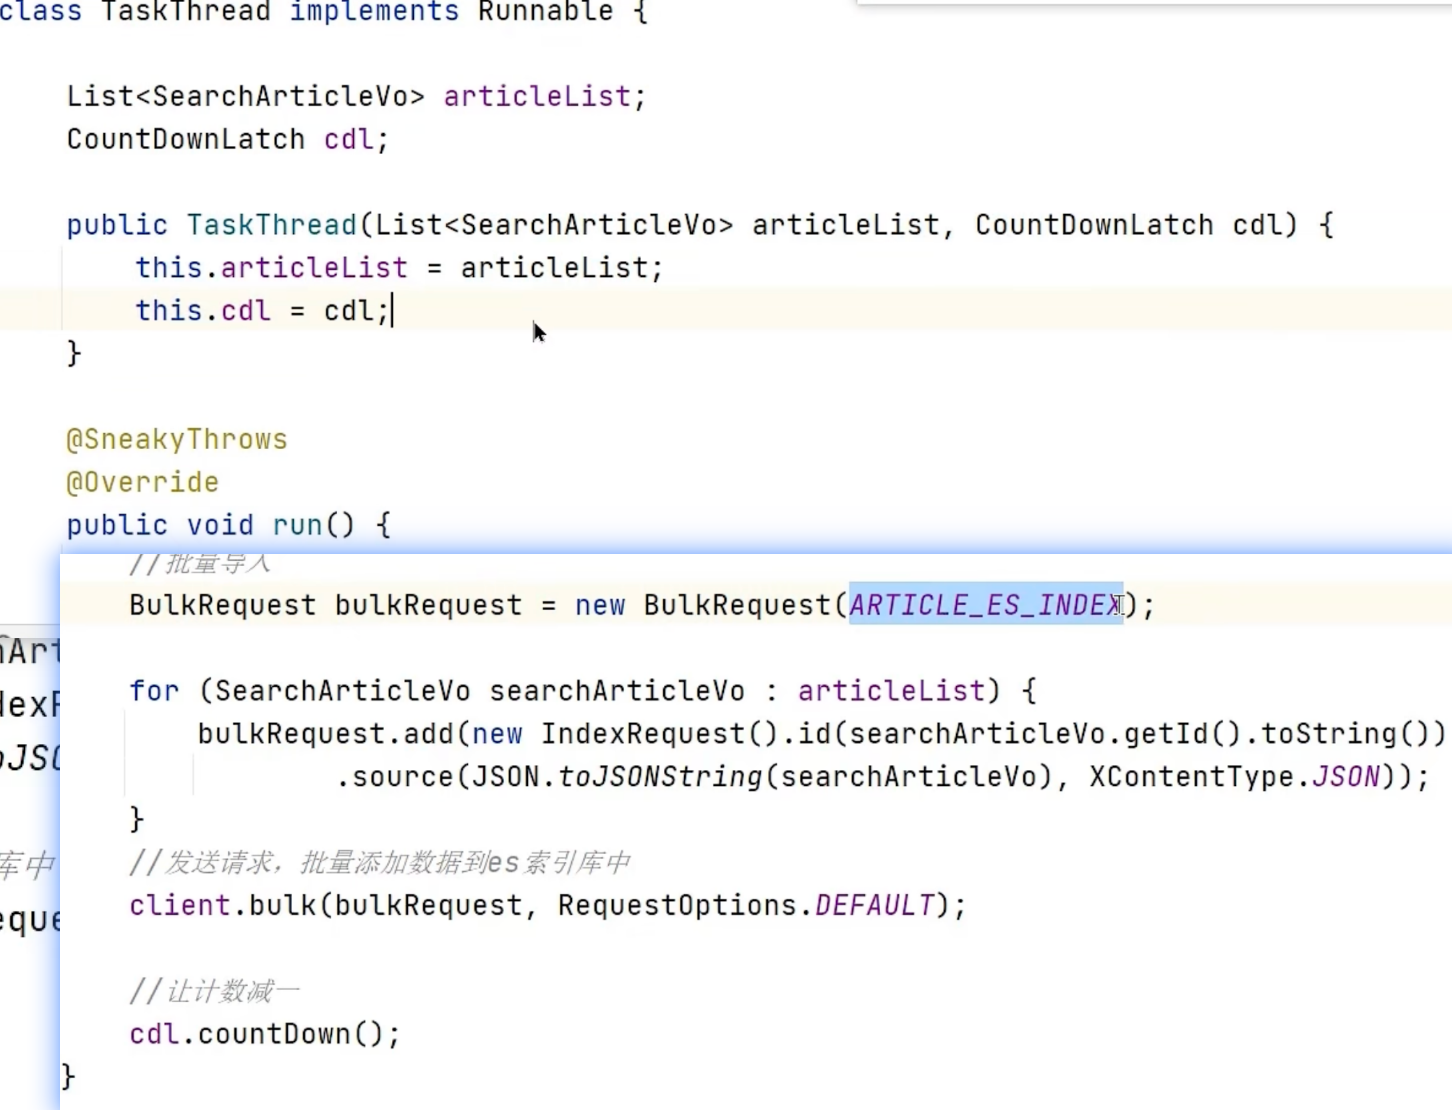 class TaskThread implements Runnable {
List<SearchArticleVo> articleList;
CountDownLatch cdl;
public TaskThread(List<SearchArticleVo> articleList, CountDownLatch cdl) {
this.articleList = articleList;
this.cdl = cdl;
}
@SneakyThrows
@Override
public void run() {
//批量导入
BulkRequest bulkRequest = new BulkRequest(ARTICLE_ES_INDEX);
for (SearchArticleVo searchArticleVo : articleList) {
bulkRequest.add(new IndexRequest().id(searchArticleVo.getId().toString())
.source(JSON.toJSONString(searchArticleVo), XContentType.JSON));
}
//发送请求，批量添加数据到es索引库中
client.bulk(bulkRequest, RequestOptions.DEFAULT);
//让计数减一
cdl.countDown();
}
库中